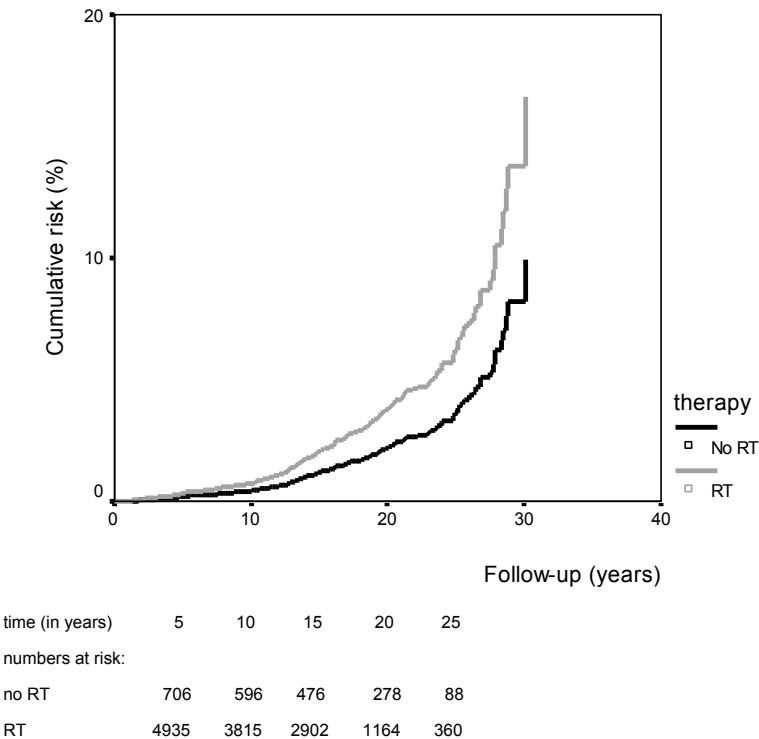 20
10
0
Cumulative risk (%)
0 10 20 30 40
Follow-up (years)
therapy
No RT
RT
time (in years) 5 10 15 20 25
numbers at risk:
no RT 706 596 476 278 88
RT 4935 3815 2902 1164 360